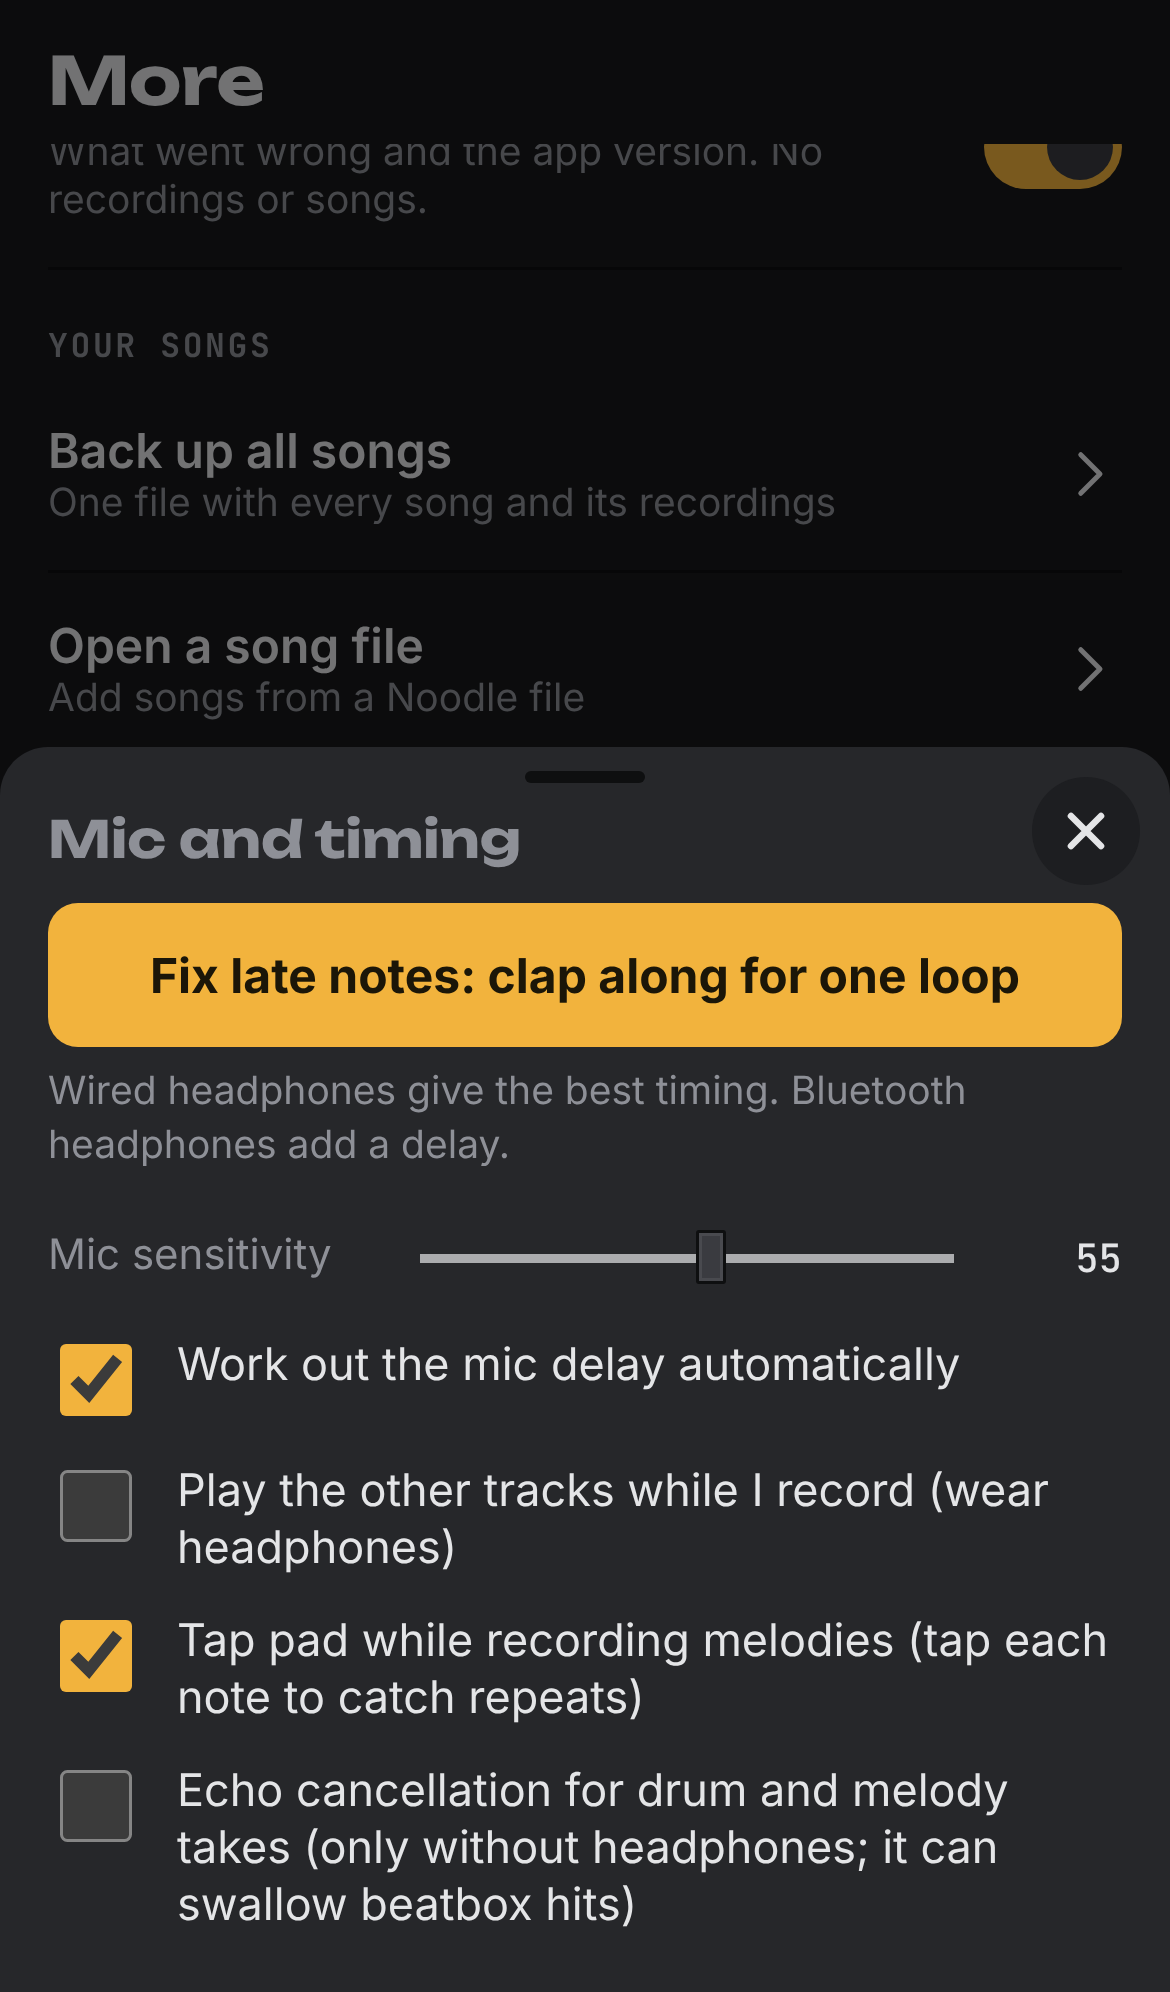 More
What went wrong and the app version. No
recordings or songs.
YOUR SONGS
Back up all songs
One file with every song and its recordings
Open a song file
Add songs from a Noodle file
Mic and timing
Fix late notes: clap along for one loop
Wired headphones give the best timing. Bluetooth
headphones add a delay.
Mic sensitivity 55
Work out the mic delay automatically
Play the other tracks while I record (wear
headphones)
Tap pad while recording melodies (tap each
note to catch repeats)
Echo cancellation for drum and melody
takes (only without headphones; it can
swallow beatbox hits)